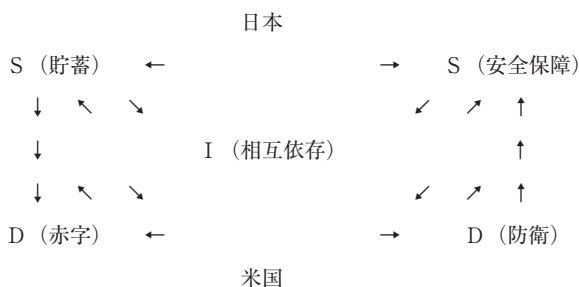 日本
S (貯蓄) ← → S (安全保障)
↓ ↖ ↘ ↙ ↗ ↑
↓ I (相互依存) ↑
↓ ↖ ↘ ↙ ↗ ↑
D (赤字) ← → D (防衛)
米国